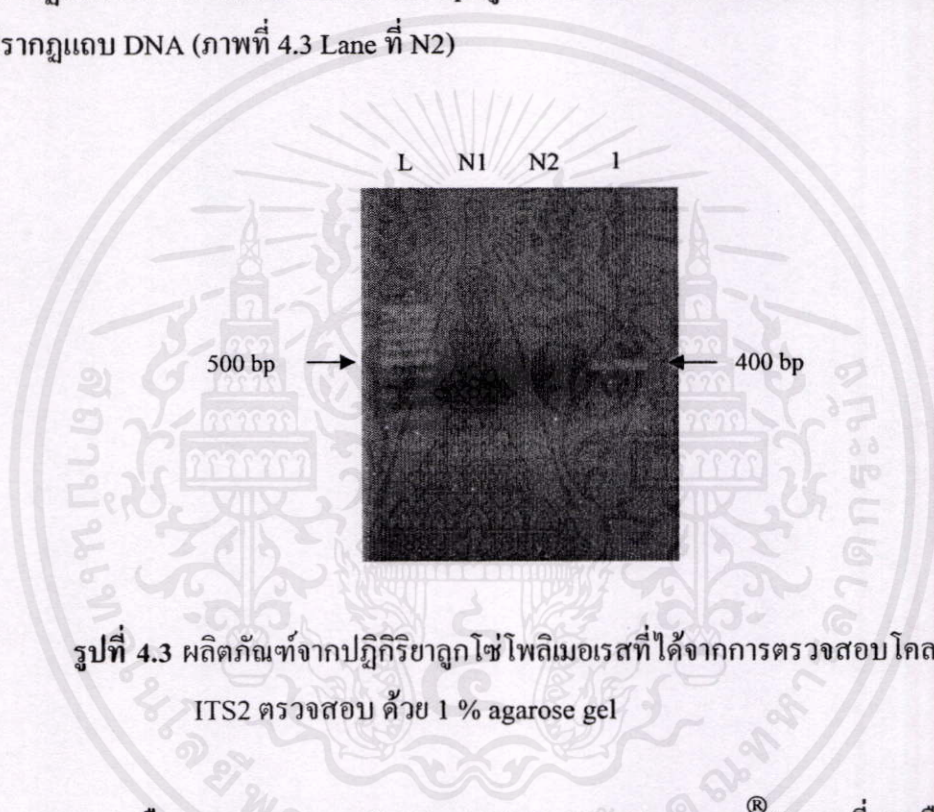 รากฏแถบ DNA (ภาพที่ 4.3 Lane ที่ N2)
L N1 N2 1
500 bp 400 bp
รูปที่ 4.3 ผลิตภัณฑ์จากปฏิกิริยาลูกโซ่โพลิเมอเรสที่ได้จากการตรวจสอบโคล
ITS2 ตรวจสอบ ด้วย 1 % agarose gel
®